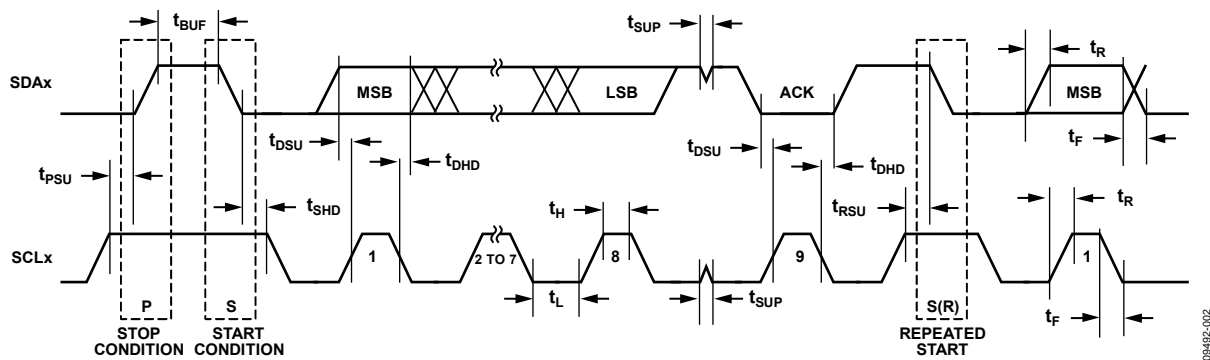 tBUF
tSUP
tR
SDAx
MSB
LSB
ACK
MSB
tDSU
tDHD
tDSU
tDHD
tF
tPSU
tSHD
tH
tRSU
tR
SCLx
1
2 TO 7
8
9
1
tL
tSUP
tF
P
S
S(R)
STOP
CONDITION
START
CONDITION
REPEATED
START
09492-002